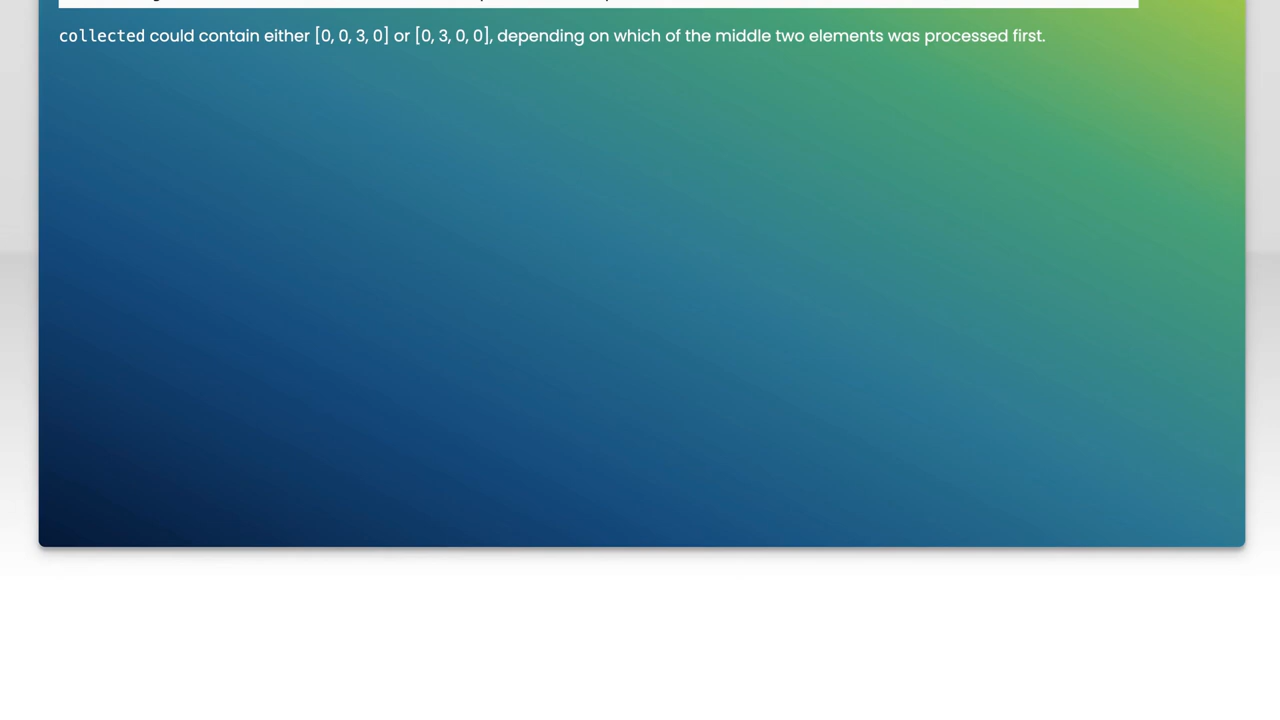 collected could contain either [0, 0, 3, 0] or [0, 3, 0, 0], depending on which of the middle two elements was processed first.